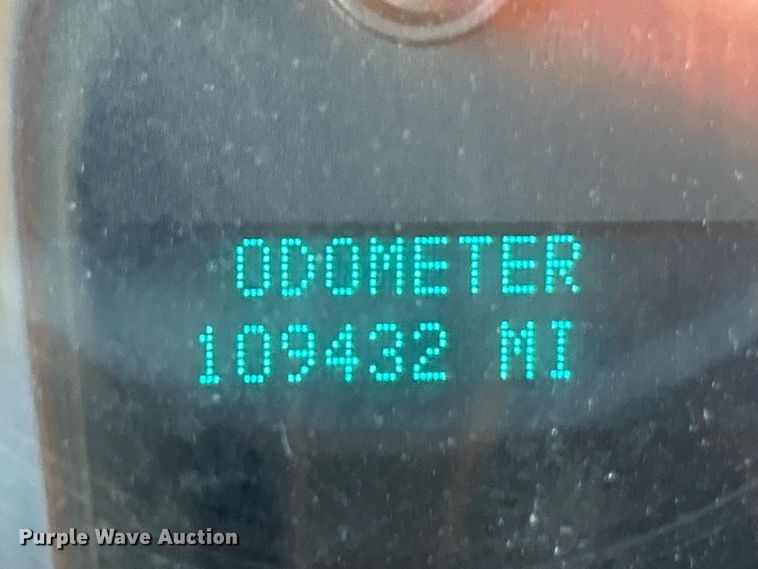 ODOMETER
109432 MI
Purple Wave Auction